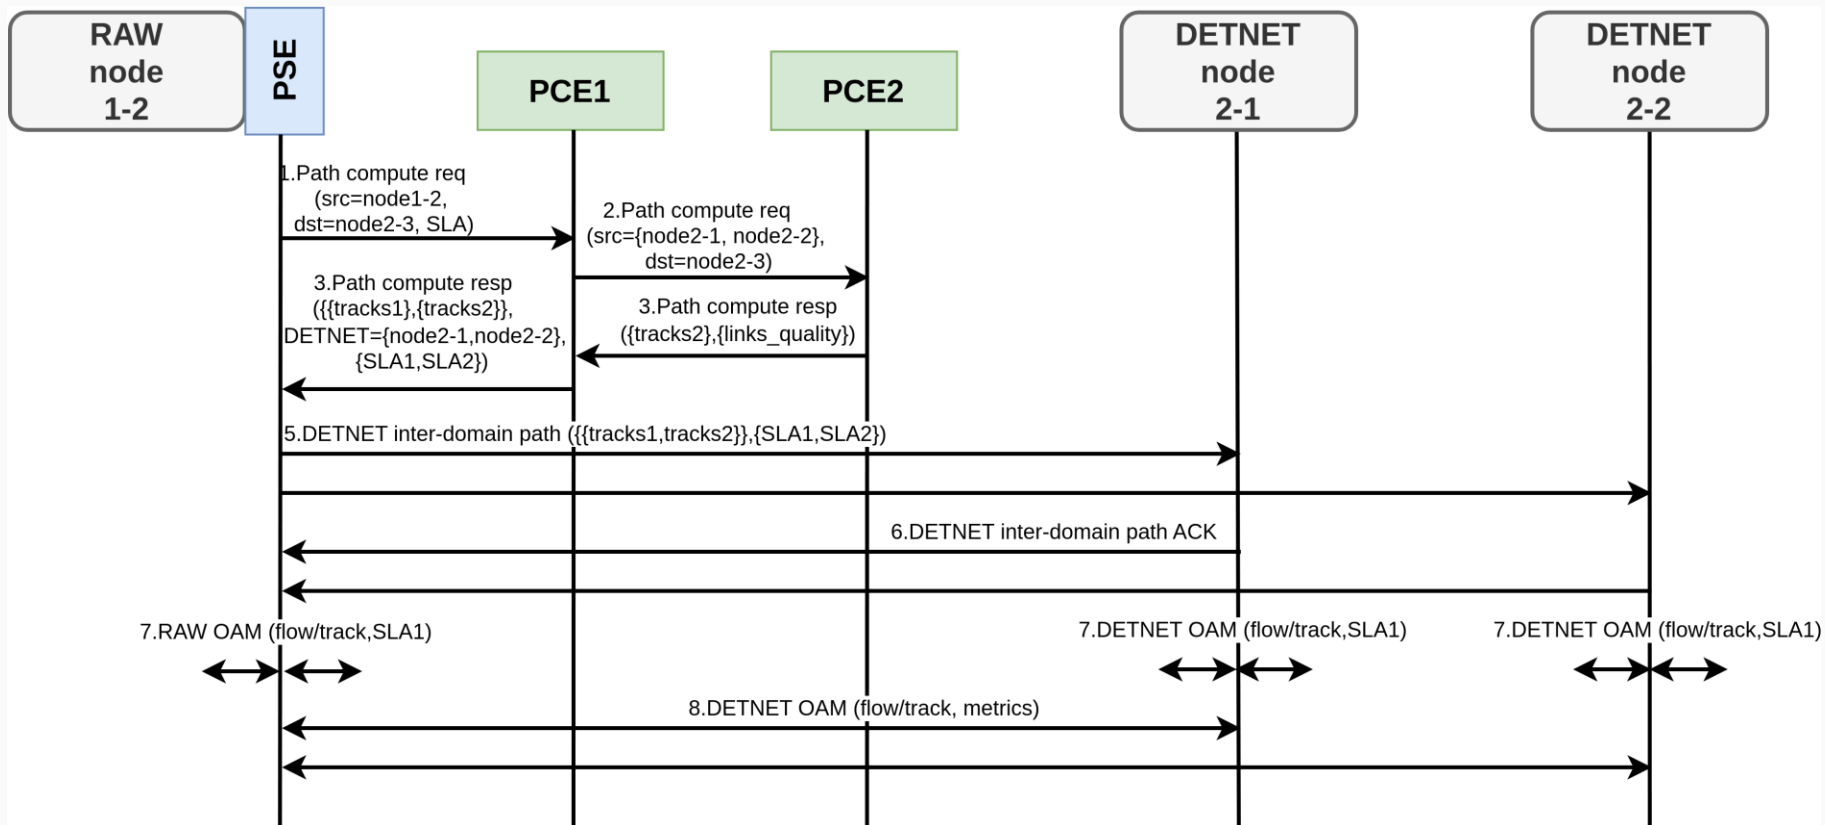 RAW
node
1-2
PSE
PCE1
PCE2
DETNET
node
2-1
DETNET
node
2-2
1.Path compute req
(src=node1-2,
dst=node2-3, SLA)
2.Path compute req
(src={node2-1, node2-2},
dst=node2-3)
3.Path compute resp
({{tracks1},{tracks2}},
DETNET={node2-1,node2-2},
{SLA1,SLA2})
3.Path compute resp
({tracks2},{links_quality})
5.DETNET inter-domain path ({{tracks1,tracks2}},{SLA1,SLA2})
6.DETNET inter-domain path ACK
7.RAW OAM (flow/track,SLA1)
7.DETNET OAM (flow/track,SLA1)
7.DETNET OAM (flow/track,SLA1)
8.DETNET OAM (flow/track, metrics)